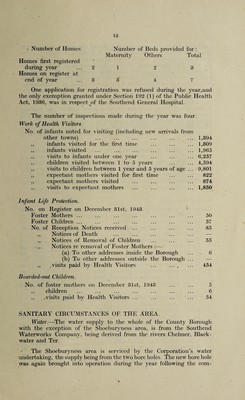 12
Number of Homes Number of Beds provided for :
Maternity Others Total
Homes first registered
during year ... 2 1 2 3
Homes on register at
end of year ... 3 3 4 7
One application for registration was refused during the year,and
the only exemption granted under Section 192 (1) of the Public Health
Act, 1936, was in respect of the Southend General Hospital.
The number of inspections made during the year was four
Work of Health Visitors
No. of infants noted for visiting (including new arrivals from
other towns) ... 1,394
,, infants visited for the first time ... 1,309
,, infants visited ... 1,965
,, visits to infants under one year ... 6,257
,, children visited between 1 to 5 years ... 4,594
,, visits to children between 1 year and 5 years of age ... 9,801
,, expectant mothers visited for first time ... 822
,, expectant mothers visited ... 874
,, visits to expectant mothers ... 1,850
Infant Life Protection.
No. on Register on December 31st, 1943.
Foster Mothers ... 50
Foster Children ... 57
No. of Reception Notices received ... 85
Notices of Death ... —
,, Notices of Removal of Children ... 53
Notices re removal of Foster Mothers :
(a) To other addresses inside the Borough ... 6
(b) To other addresses outside the Borough ... —
,, visits paid by Health Visitors ... 454
Boarded-out Children.
No. of foster mothers on December 31st, 1943 ... 5
,, children ... 6
,, visits paid by Health Visitors ... 54
SANITARY CIRCUMSTANCES OF THE AREA.
Water.—The water supply to the whole of the County Borough
with the exception of the Shoeburyness area, is from the Southend
Waterworks Company, being derived from the rivers Chelmer, Black-
water and Ter.
The Shoeburyness area is serviced by the Corporation's water
undertaking, the supply being from the two bore holes. The new bore hole
was again brought into operation during the year following the com-